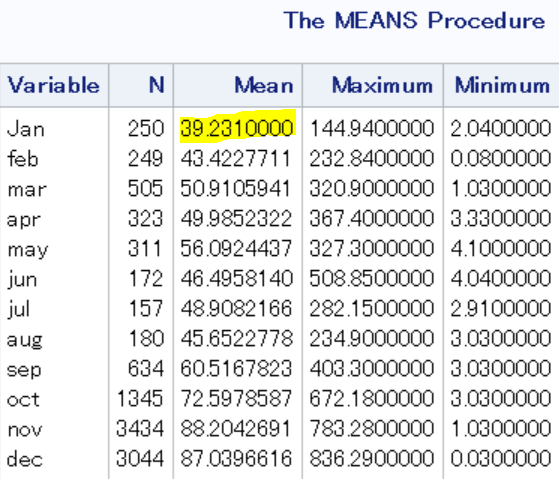 The MEANS Procedure
Variable N Mean Maximum Minimum
Jan 250 39.2310000 144.9400000 2.0400000
feb 249 43.4227711 232.8400000 0.0800000
mar 505 50.9105941 320.9000000 1.0300000
apr 323 49.9852322 367.4000000 3.3300000
may 311 56.0924437 327.3000000 4.1000000
jun 172 46.4958140 508.8500000 4.0400000
jul 157 48.9082166 282.1500000 2.9100000
aug 180 45.6522778 234.9000000 3.0300000
sep 634 60.5167823 403.3000000 3.0300000
oct 1345 72.5978587 672.1800000 3.0300000
nov 3434 88.2042691 783.2800000 1.0300000
dec 3044 87.0396616 836.2900000 0.0300000